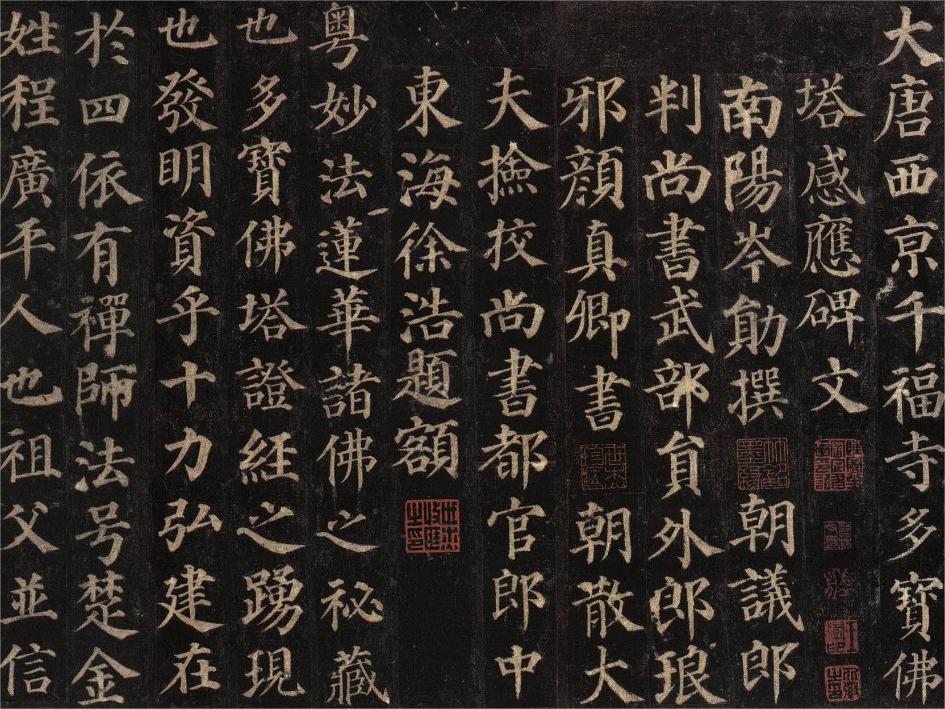 大唐西京千福寺多寶佛
塔感應碑文
南陽岑勛撰 朝議郎
判尚書武部員外郎琅
邪顏真卿書 朝散大
夫撿挍尚書都官郎中
東海徐浩題額
粵妙法蓮華諸佛之祕藏
也多寶佛塔證經之踴現
也發明資乎十力弘建在
於四依有禪師法号楚金
姓程廣平人也祖父並信